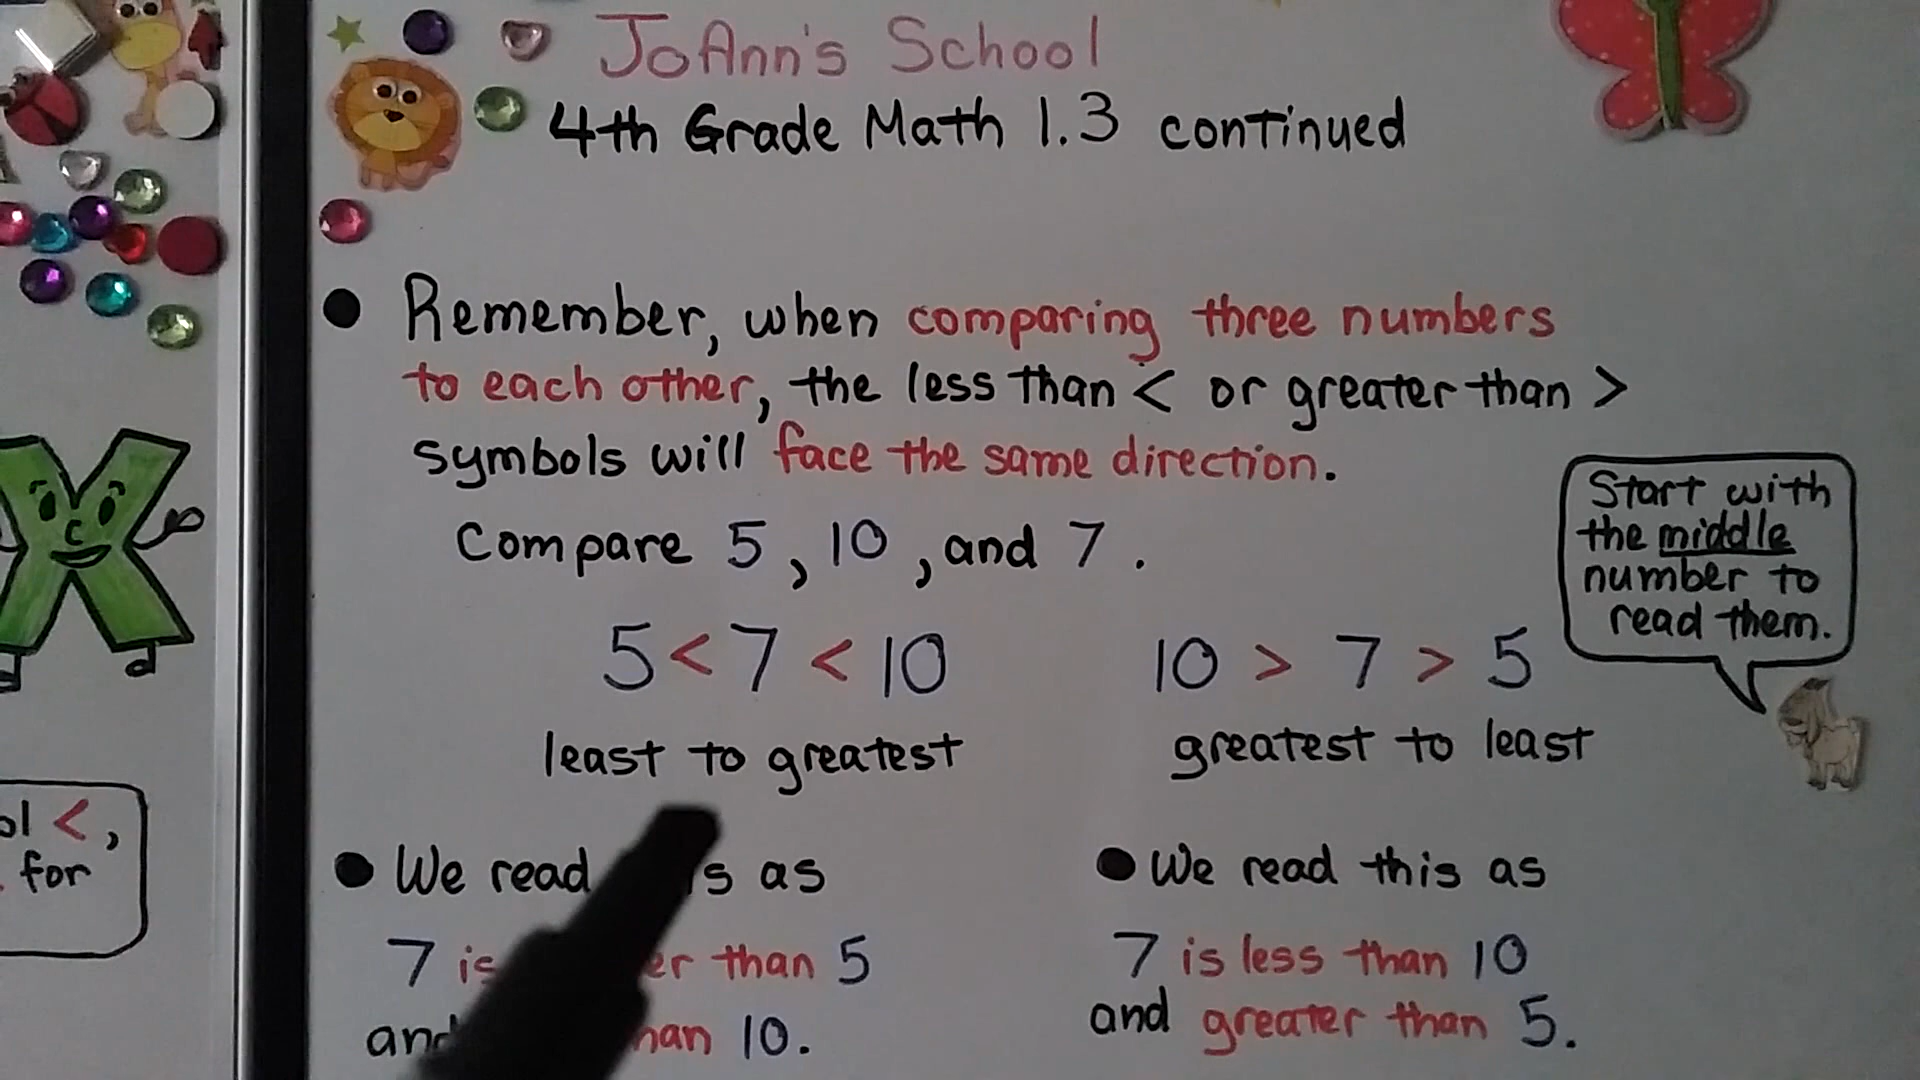 JoAnn's School
4th Grade Math 1.3 continued
Remember, when comparing three numbers
to each other, the less than < or greater than >
symbols will face the same direction.
Compare 5, 10, and 7.
5 < 7 < 10
least to greatest
10 > 7 > 5
greatest to least
Start with
the middle
number to
read them.
We read as
7 is than 5
and 10.
We read this as
7 is less than 10
and greater than 5.
<,
for